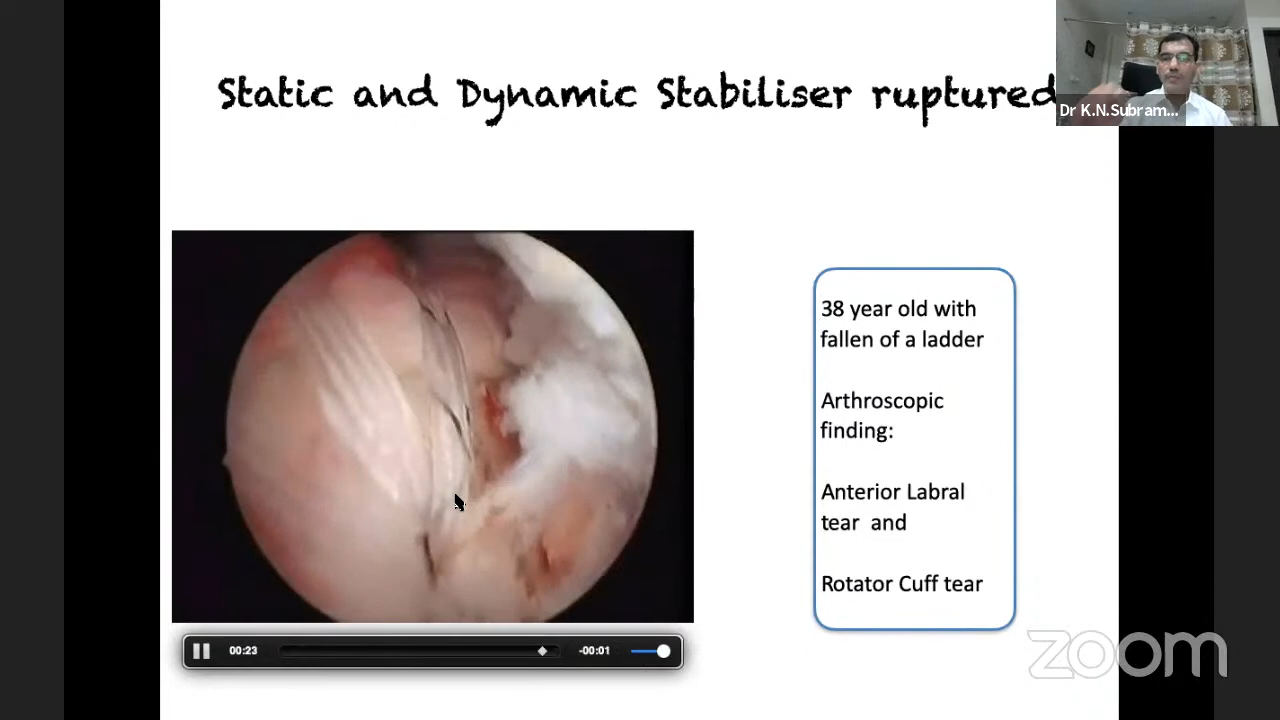 Static and Dynamic Stabiliser ruptured
Dr K.N.Subram...
38 year old with
fallen of a ladder
Arthroscopic
finding:
Anterior Labral
tear and
Rotator Cuff tear
00:23
-00:01
zoom